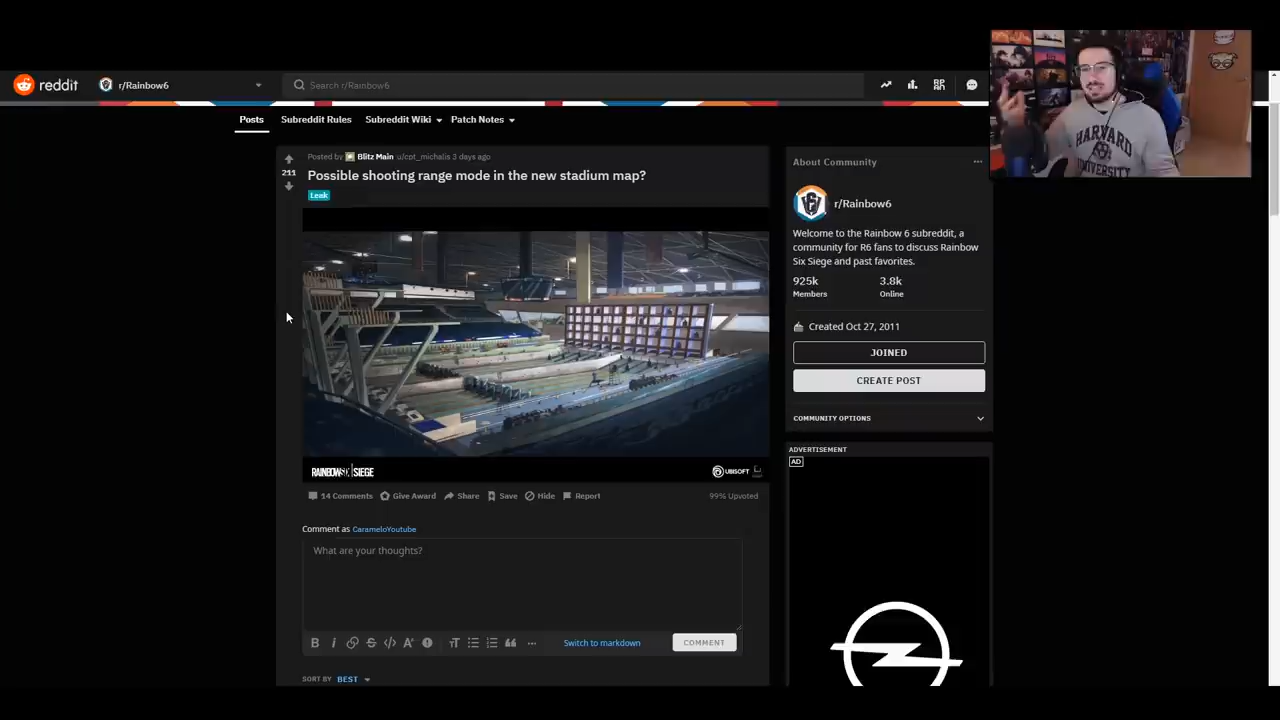 reddit
r/Rainbow6
Search r/Rainbow6
Posts
Subreddit Rules
Subreddit Wiki
Patch Notes
211
Posted by Blitz Main u/cpt_michalis 3 days ago
Possible shooting range mode in the new stadium map?
Leak
RAINBOW SIX SIEGE
UBISOFT
14 Comments
Give Award
Share
Save
Hide
Report
99% Upvoted
Comment as CarameloYoutube
What are your thoughts?
Switch to markdown
COMMENT
SORT BY BEST
About Community
r/Rainbow6
Welcome to the Rainbow 6 subreddit, a
community for R6 fans to discuss Rainbow
Six Siege and past favorites.
925k
Members
3.8k
Online
Created Oct 27, 2011
JOINED
CREATE POST
COMMUNITY OPTIONS
ADVERTISEMENT
AD
HARVARD
UNIVERSITY